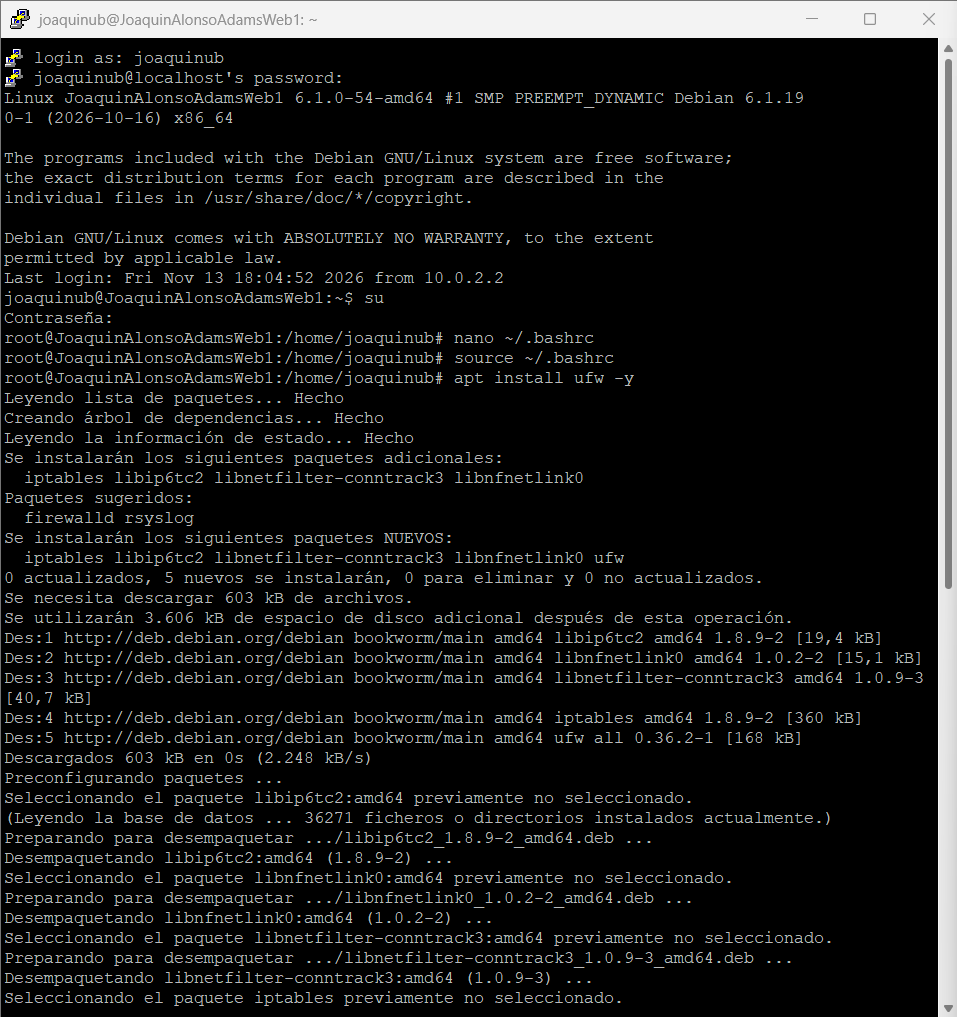 joaquinub@JoaquinAlonsoAdamsWeb1: ~
login as: joaquinub
joaquinub@localhost's password:
Linux JoaquinAlonsoAdamsWeb1 6.1.0-54-amd64 #1 SMP PREEMPT_DYNAMIC Debian 6.1.19
0-1 (2026-10-16) x86_64
The programs included with the Debian GNU/Linux system are free software;
the exact distribution terms for each program are described in the
individual files in /usr/share/doc/*/copyright.
Debian GNU/Linux comes with ABSOLUTELY NO WARRANTY, to the extent
permitted by applicable law.
Last login: Fri Nov 13 18:04:52 2026 from 10.0.2.2
joaquinub@JoaquinAlonsoAdamsWeb1:~$ su
Contraseña:
root@JoaquinAlonsoAdamsWeb1:/home/joaquinub# nano ~/.bashrc
root@JoaquinAlonsoAdamsWeb1:/home/joaquinub# source ~/.bashrc
root@JoaquinAlonsoAdamsWeb1:/home/joaquinub# apt install ufw -y
Leyendo lista de paquetes... Hecho
Creando árbol de dependencias... Hecho
Leyendo la información de estado... Hecho
Se instalarán los siguientes paquetes adicionales:
  iptables libip6tc2 libnetfilter-conntrack3 libnfnetlink0
Paquetes sugeridos:
  firewalld rsyslog
Se instalarán los siguientes paquetes NUEVOS:
  iptables libip6tc2 libnetfilter-conntrack3 libnfnetlink0 ufw
0 actualizados, 5 nuevos se instalarán, 0 para eliminar y 0 no actualizados.
Se necesita descargar 603 kB de archivos.
Se utilizarán 3.606 kB de espacio de disco adicional después de esta operación.
Des:1 http://deb.debian.org/debian bookworm/main amd64 libip6tc2 amd64 1.8.9-2 [19,4 kB]
Des:2 http://deb.debian.org/debian bookworm/main amd64 libnfnetlink0 amd64 1.0.2-2 [15,1 kB]
Des:3 http://deb.debian.org/debian bookworm/main amd64 libnetfilter-conntrack3 amd64 1.0.9-3
[40,7 kB]
Des:4 http://deb.debian.org/debian bookworm/main amd64 iptables amd64 1.8.9-2 [360 kB]
Des:5 http://deb.debian.org/debian bookworm/main amd64 ufw all 0.36.2-1 [168 kB]
Descargados 603 kB en 0s (2.248 kB/s)
Preconfigurando paquetes ...
Seleccionando el paquete libip6tc2:amd64 previamente no seleccionado.
(Leyendo la base de datos ... 36271 ficheros o directorios instalados actualmente.)
Preparando para desempaquetar .../libip6tc2_1.8.9-2_amd64.deb ...
Desempaquetando libip6tc2:amd64 (1.8.9-2) ...
Seleccionando el paquete libnfnetlink0:amd64 previamente no seleccionado.
Preparando para desempaquetar .../libnfnetlink0_1.0.2-2_amd64.deb ...
Desempaquetando libnfnetlink0:amd64 (1.0.2-2) ...
Seleccionando el paquete libnetfilter-conntrack3:amd64 previamente no seleccionado.
Preparando para desempaquetar .../libnetfilter-conntrack3_1.0.9-3_amd64.deb ...
Desempaquetando libnetfilter-conntrack3:amd64 (1.0.9-3) ...
Seleccionando el paquete iptables previamente no seleccionado.